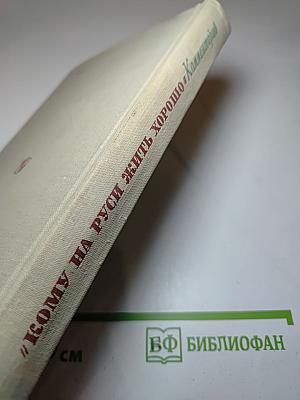 „КОМУ НА РУСИ ЖИТЬ ХОРОШО“ Комментарий
СМ
БФ БИБЛИОФАН